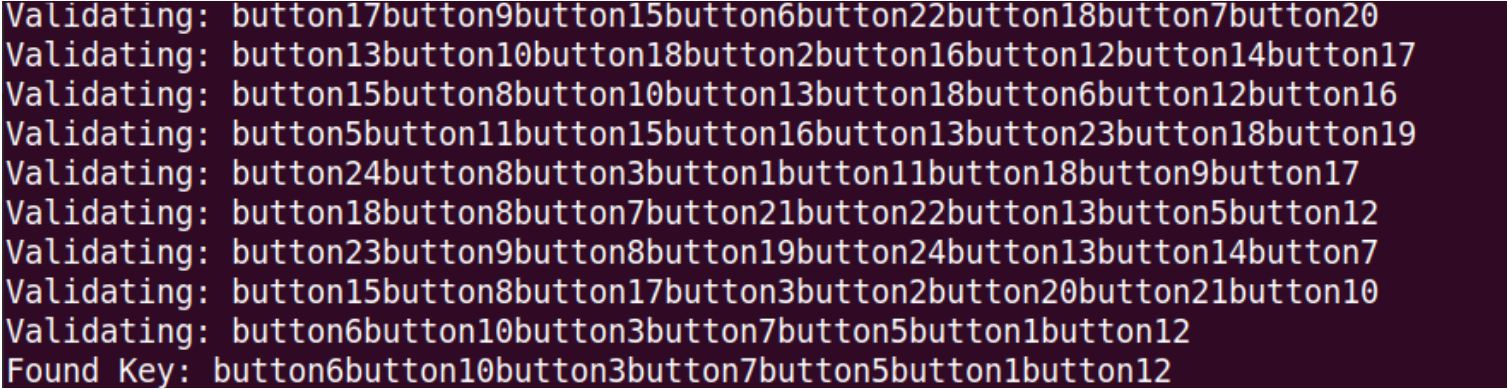 Validating: button17button9button15button6button22button18button7button20
Validating: button13button10button18button2button16button12button14button17
Validating: button15button8button10button13button18button6button12button16
Validating: button5button11button15button16button13button23button18button19
Validating: button24button8button3button1button11button18button9button17
Validating: button18button8button7button21button22button13button5button12
Validating: button23button9button8button19button24button13button14button7
Validating: button15button8button17button3button2button20button21button10
Validating: button6button10button3button7button5button1button12
Found Key: button6button10button3button7button5button1button12